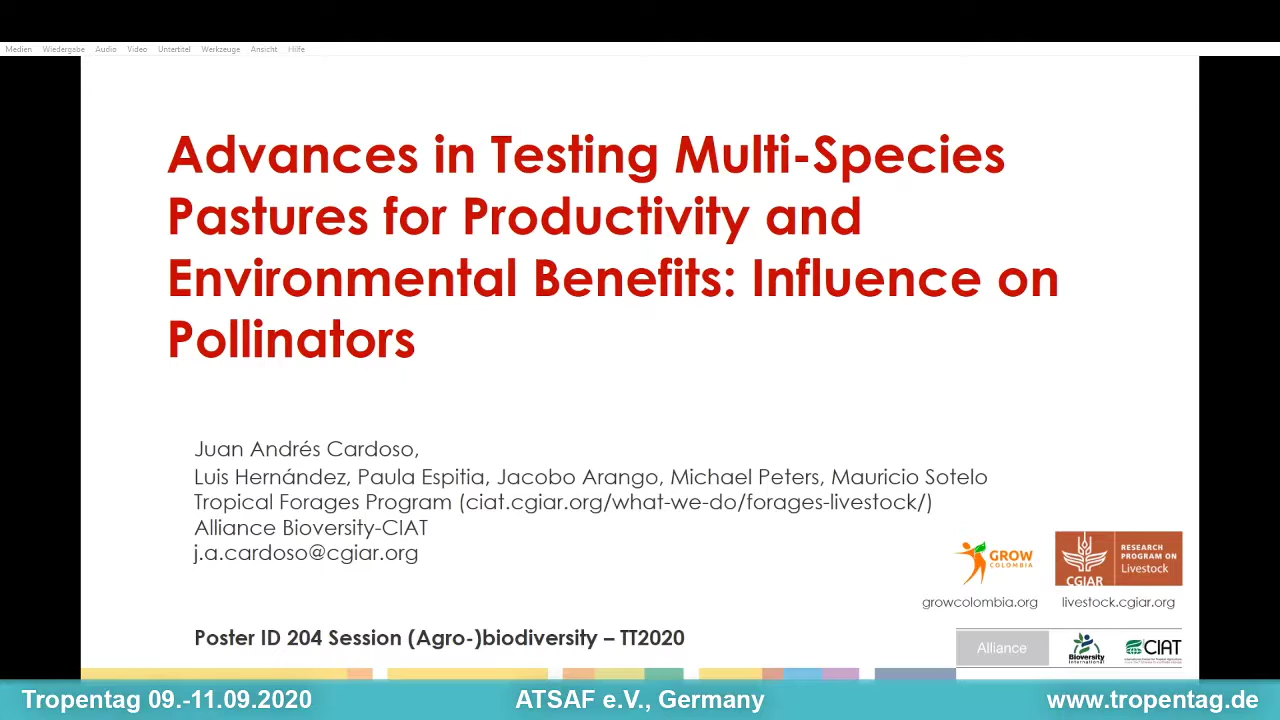 Medien Wiedergabe Audio Video Untertitel Werkzeuge Ansicht Hilfe
Advances in Testing Multi-Species
Pastures for Productivity and
Environmental Benefits: Influence on
Pollinators
Juan Andrés Cardoso,
Luis Hernández, Paula Espitia, Jacobo Arango, Michael Peters, Mauricio Sotelo
Tropical Forages Program (ciat.cgiar.org/what-we-do/forages-livestock/)
Alliance Bioversity-CIAT
j.a.cardoso@cgiar.org
GROW
COLOMBIA
CGIAR
RESEARCH
PROGRAM ON
Livestock
growcolombia.org livestock.cgiar.org
Poster ID 204 Session (Agro-)biodiversity – TT2020
Alliance
Bioversity
International
CIAT
Tropentag 09.-11.09.2020 ATSAF e.V., Germany www.tropentag.de